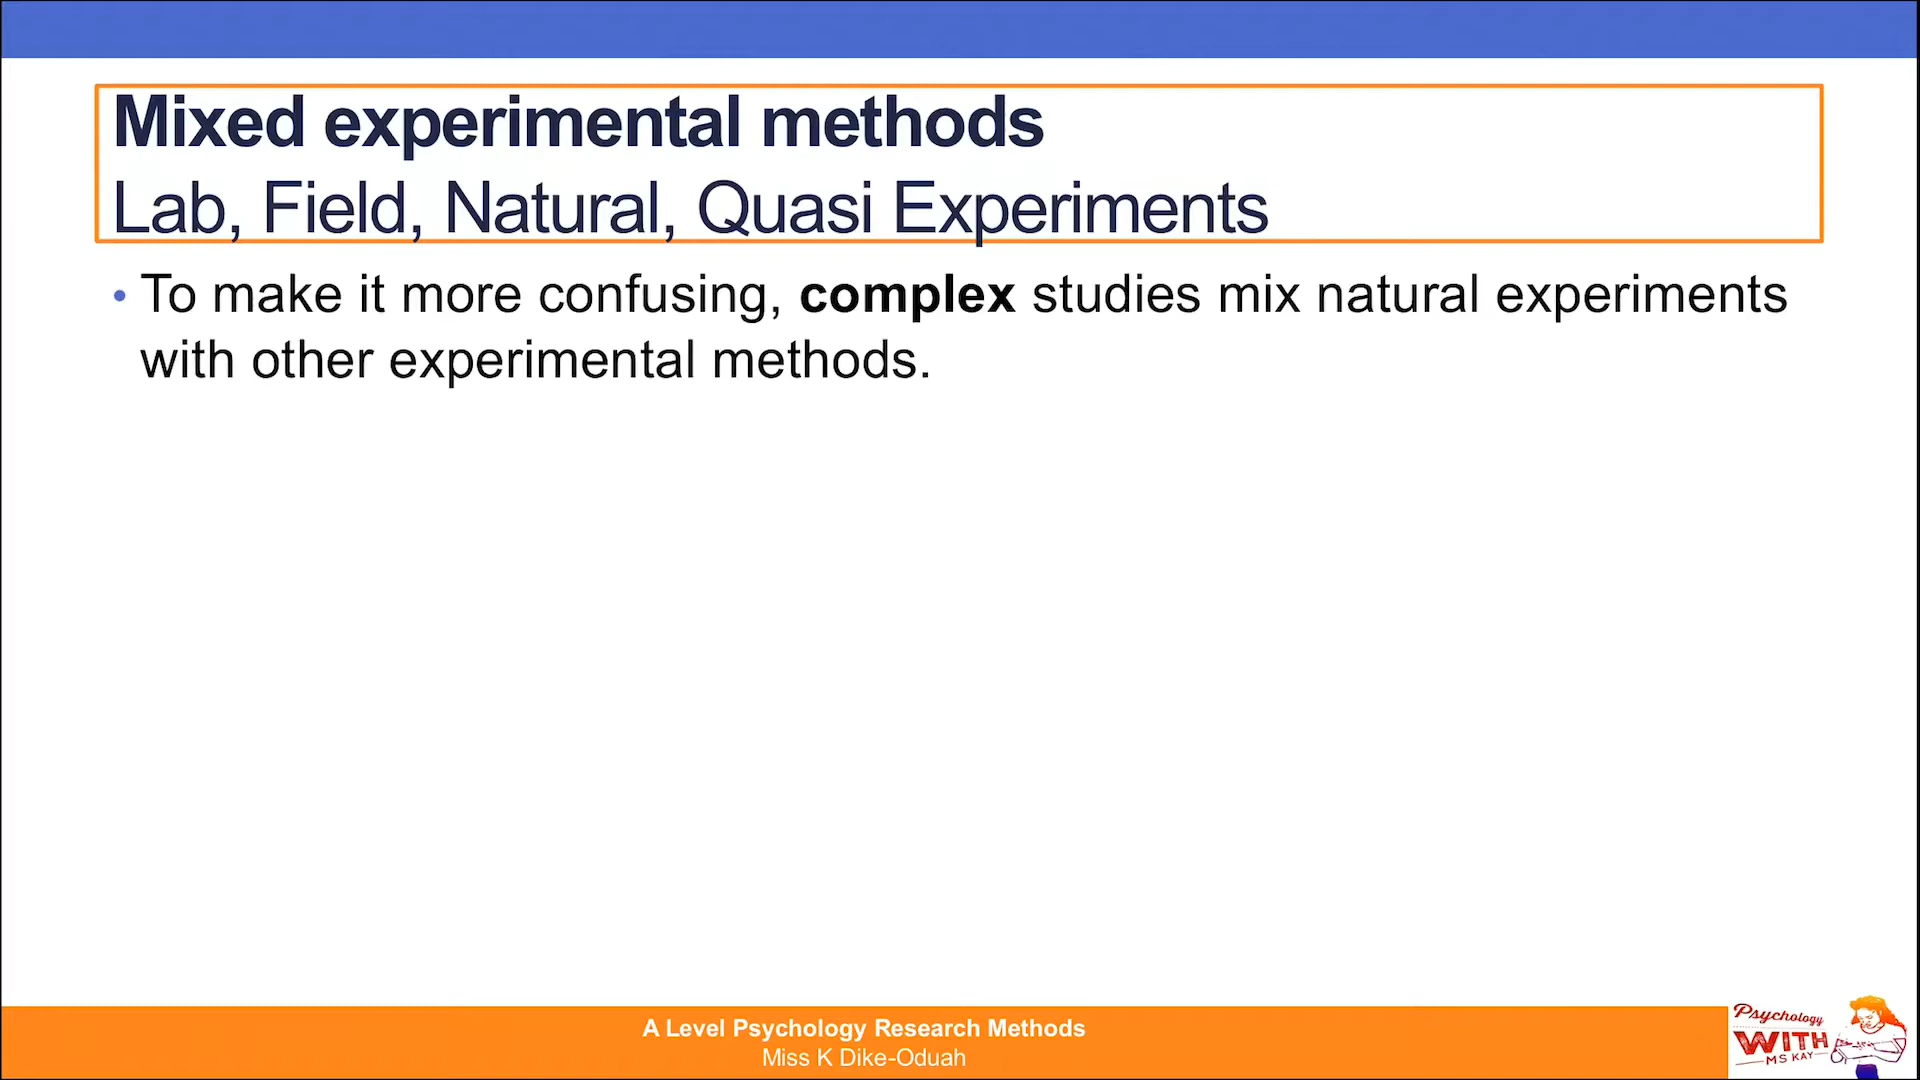 Mixed experimental methods
Lab, Field, Natural, Quasi Experiments
• To make it more confusing, complex studies mix natural experiments
with other experimental methods.
A Level Psychology Research Methods
Miss K Dike-Oduah
Psychology
WITH
MS KAY